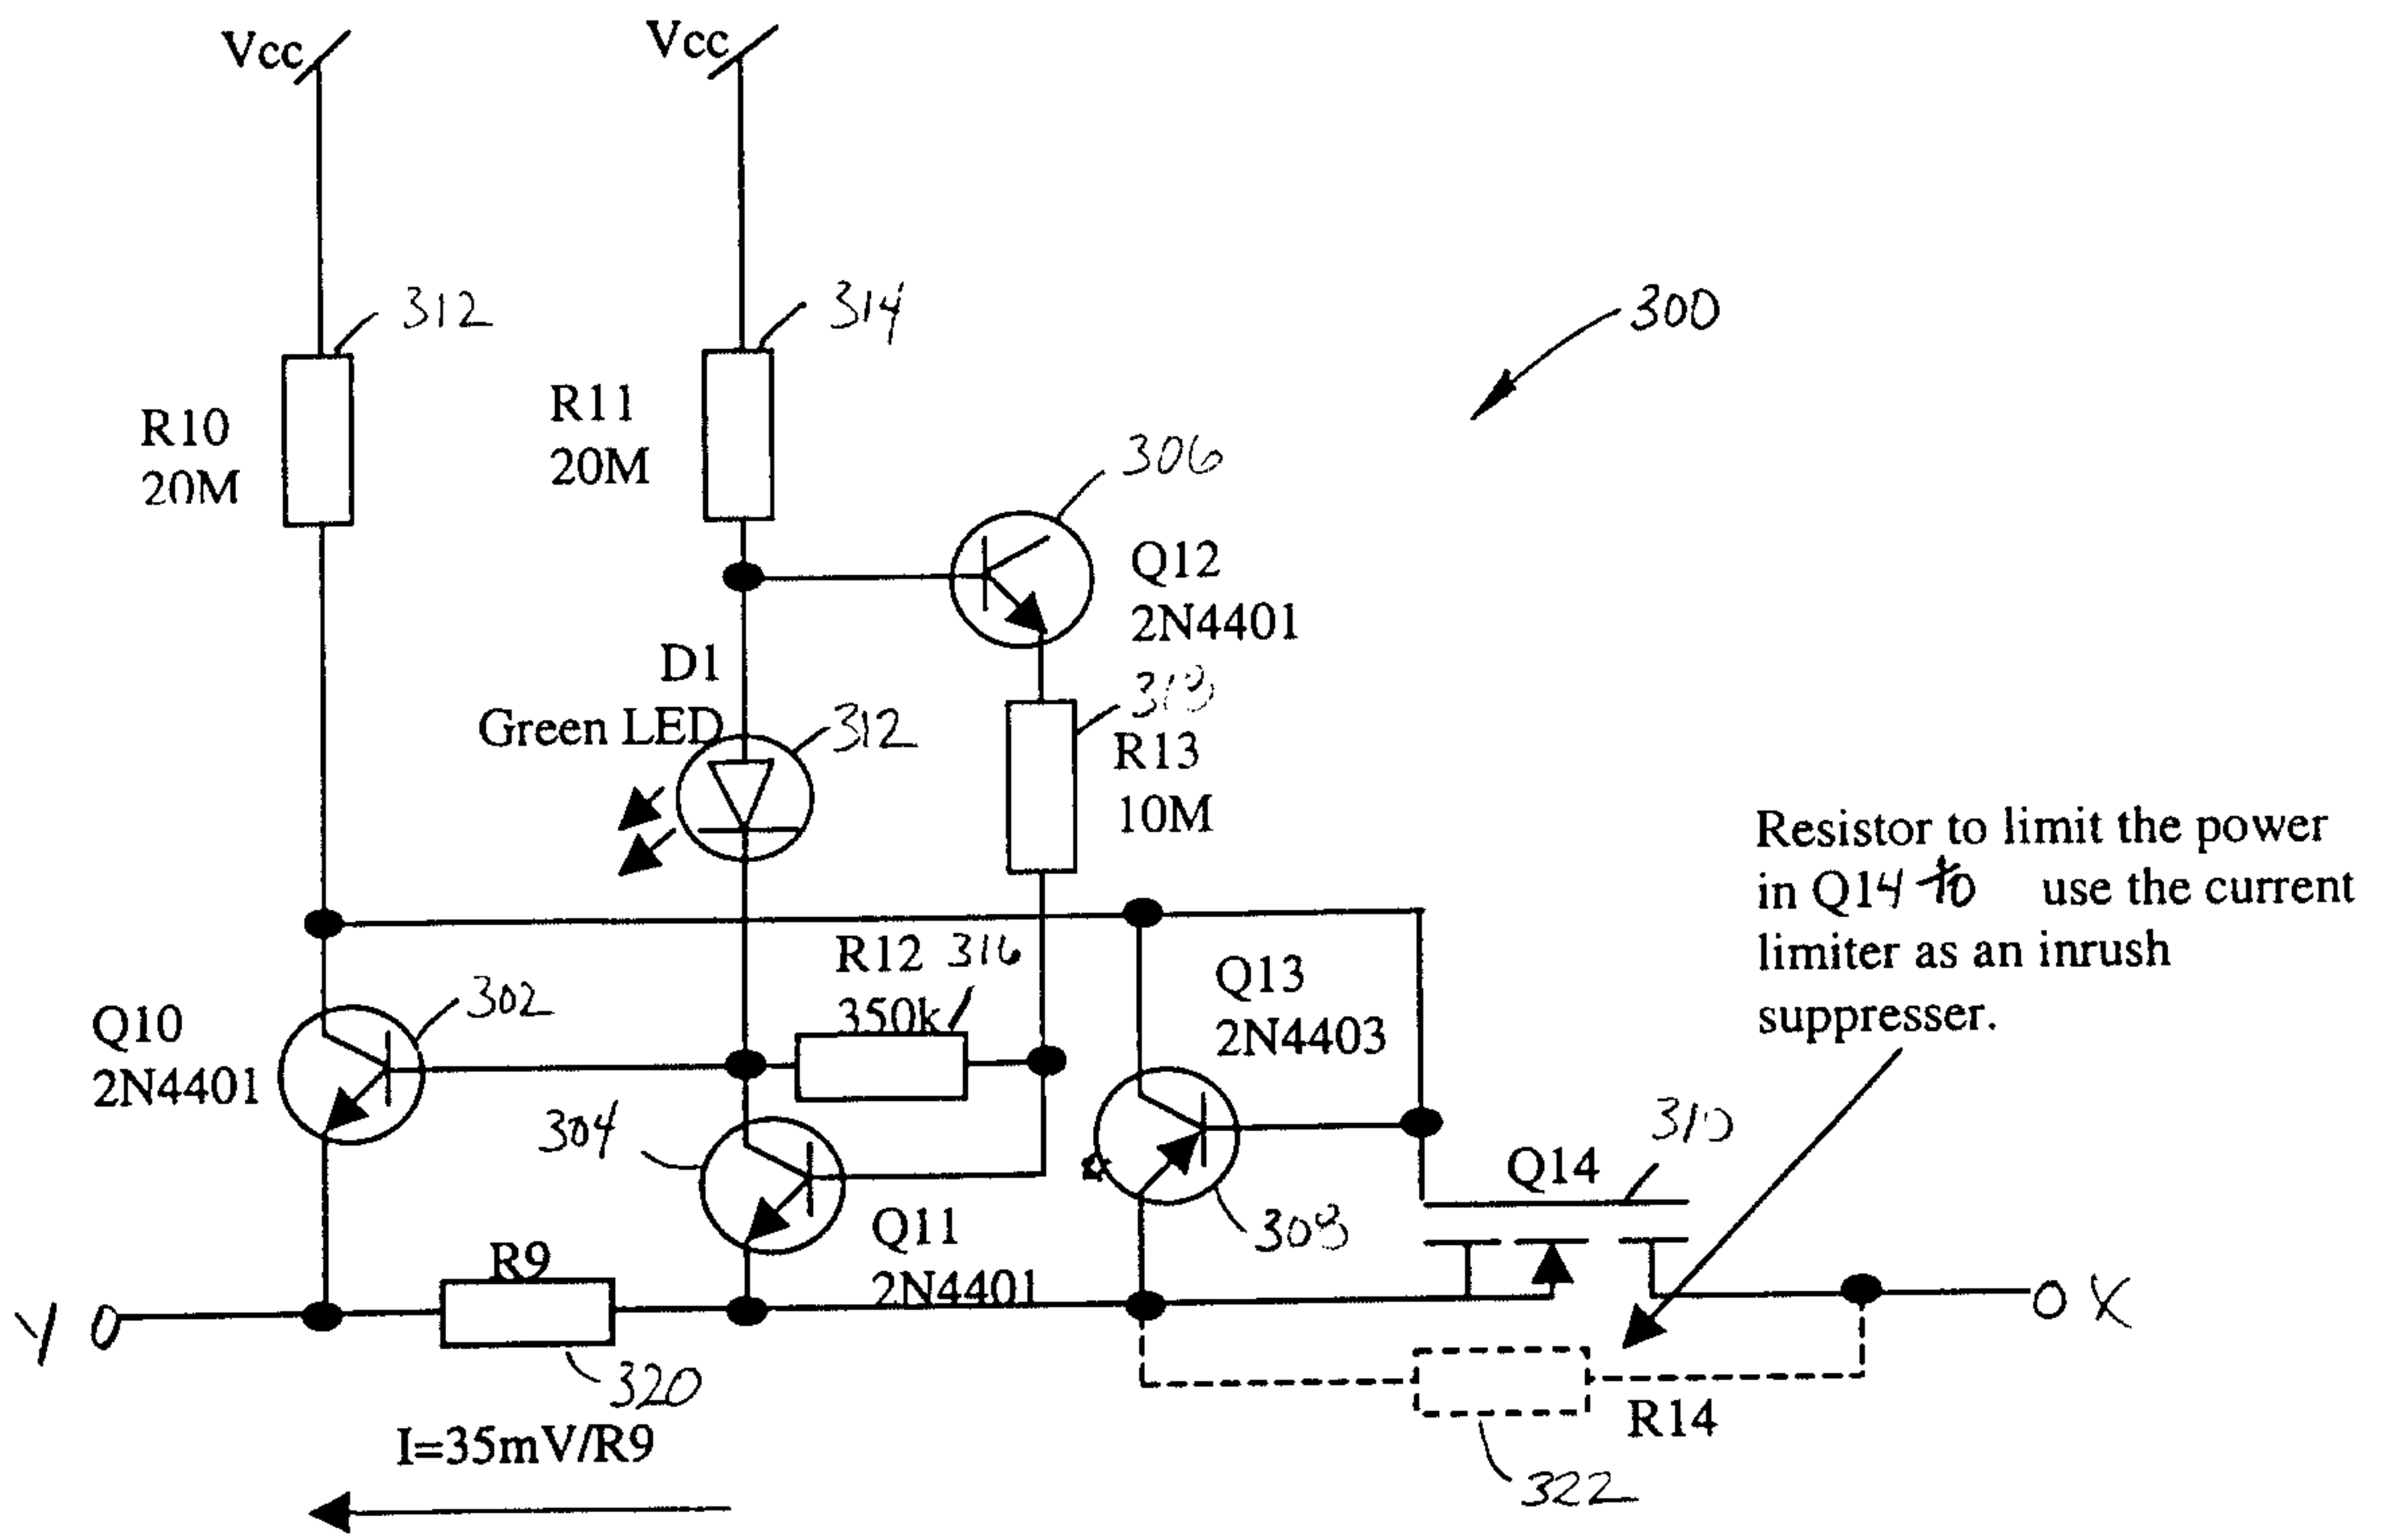 Vcc
Vcc
312
314
300
R10
20M
R11
20M
306
Q12
2N4401
D1
Green LED
312
318
R13
10M
Resistor to limit the power
in Q14 to use the current
limiter as an inrush
suppresser.
R12 316
350k
Q13
2N4403
302
Q10
2N4401
304
310
Q14
308
Q11
2N4401
R9
Y
X
320
R14
I=35mV/R9
322